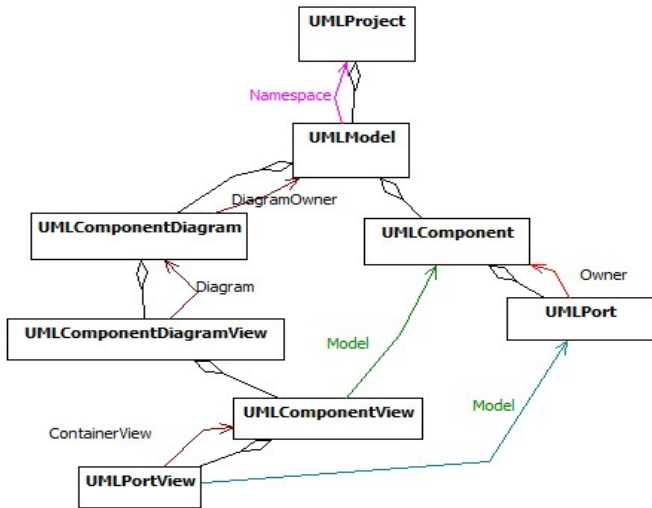 UMLProject
Namespace
UMLModel
DiagramOwner
UMLComponentDiagram
UMLComponent
Owner
Diagram
UMLPort
UMLComponentDiagramView
Model
Model
UMLComponentView
ContainerView
UMLPortView